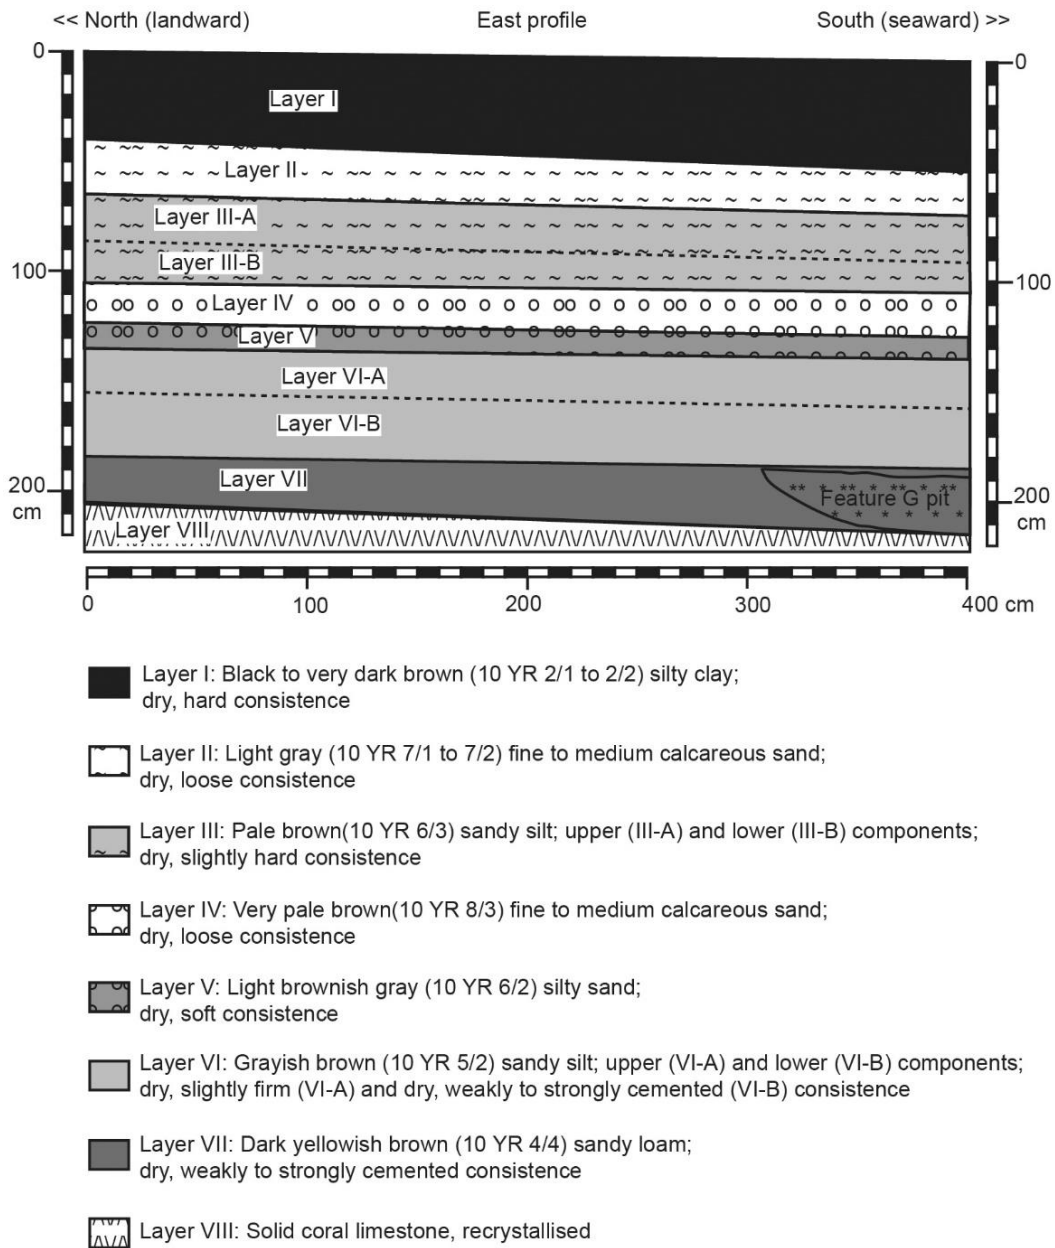 << North (landward) East profile South (seaward) >>
0 0
Layer I
Layer II
Layer III-A
Layer III-B
100 100
Layer IV
Layer V
Layer VI-A
Layer VI-B
Layer VII
200 Feature G pit 200
cm cm
Layer VIII
0 100 200 300 400 cm
Layer I: Black to very dark brown (10 YR 2/1 to 2/2) silty clay;
dry, hard consistence
Layer II: Light gray (10 YR 7/1 to 7/2) fine to medium calcareous sand;
dry, loose consistence
Layer III: Pale brown(10 YR 6/3) sandy silt; upper (III-A) and lower (III-B) components;
dry, slightly hard consistence
Layer IV: Very pale brown(10 YR 8/3) fine to medium calcareous sand;
dry, loose consistence
Layer V: Light brownish gray (10 YR 6/2) silty sand;
dry, soft consistence
Layer VI: Grayish brown (10 YR 5/2) sandy silt; upper (VI-A) and lower (VI-B) components;
dry, slightly firm (VI-A) and dry, weakly to strongly cemented (VI-B) consistence
Layer VII: Dark yellowish brown (10 YR 4/4) sandy loam;
dry, weakly to strongly cemented consistence
Layer VIII: Solid coral limestone, recrystallised